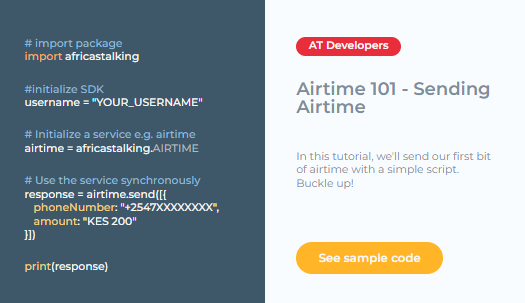 # import package
import africastalking
#initialize SDK
username = "YOUR_USERNAME"
# Initialize a service e.g. airtime
airtime = africastalking.AIRTIME
# Use the service synchronously
response = airtime.send([{
phoneNumber: "+2547XXXXXXXX",
amount: "KES 200"
}])
print(response)
AT Developers
Airtime 101 - Sending
Airtime
In this tutorial, we'll send our first bit
of airtime with a simple script.
Buckle up!
See sample code